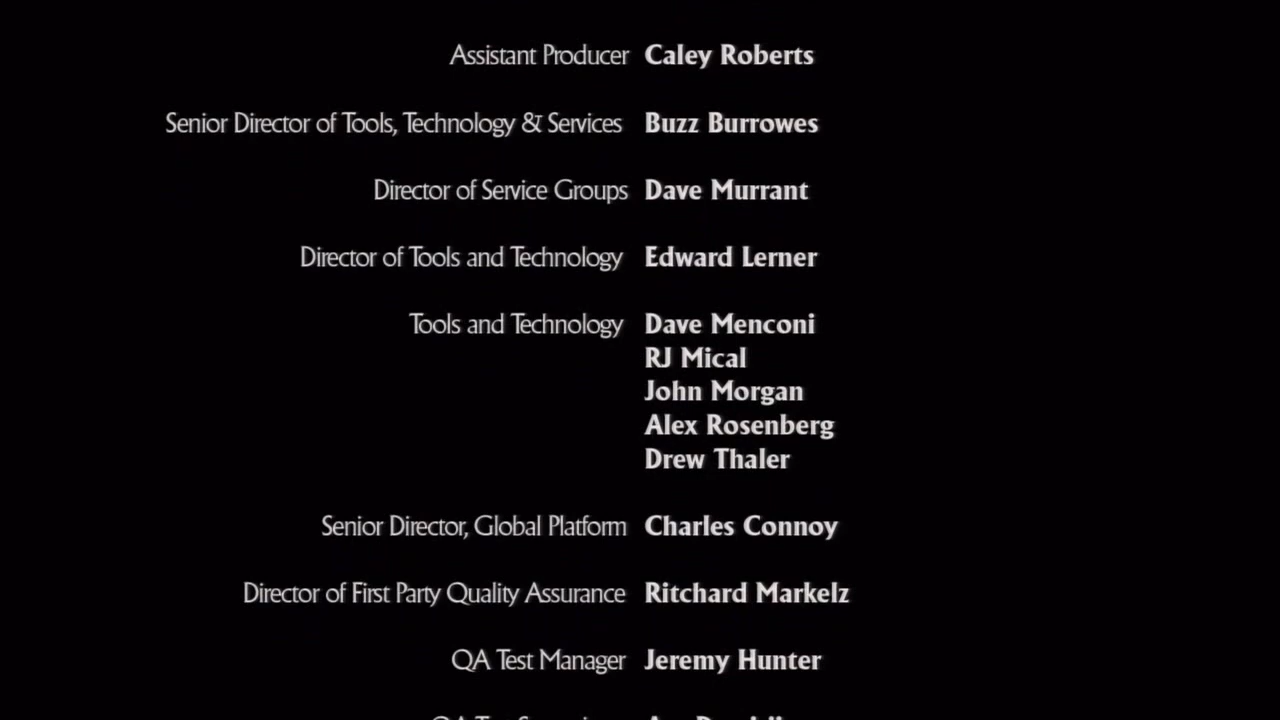 Assistant Producer Caley Roberts
Senior Director of Tools, Technology & Services Buzz Burrowes
Director of Service Groups Dave Murrant
Director of Tools and Technology Edward Lerner
Tools and Technology Dave Menconi
RJ Mical
John Morgan
Alex Rosenberg
Drew Thaler
Senior Director, Global Platform Charles Connoy
Director of First Party Quality Assurance Ritchard Markelz
QA Test Manager Jeremy Hunter